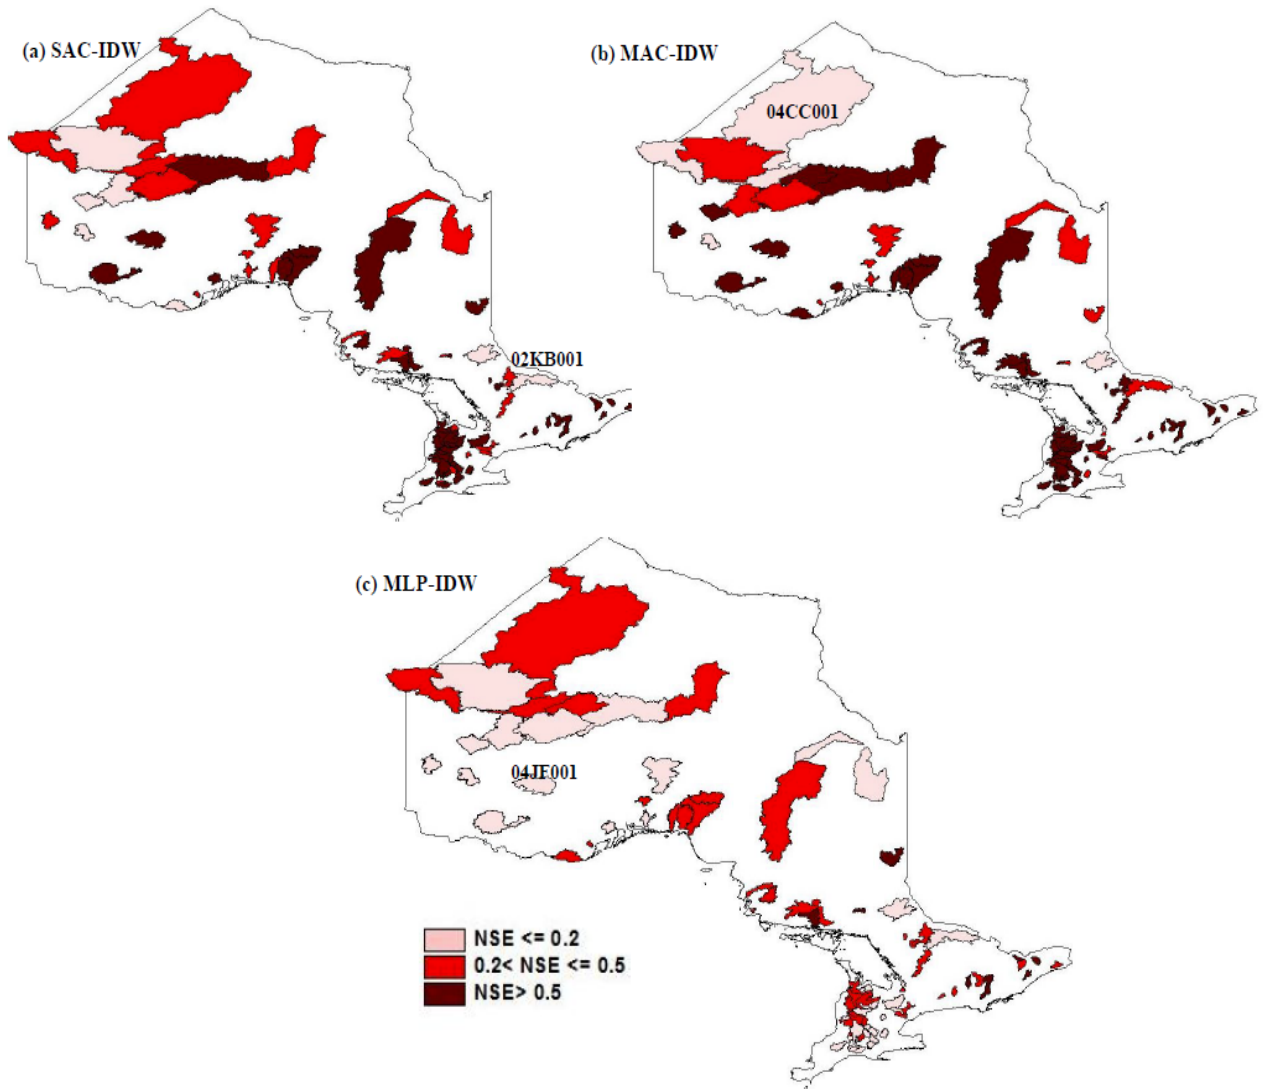 (a) SAC-IDW
(b) MAC-IDW
04CC001
02KB001
(c) MLP-IDW
04JF001
NSE <= 0.2
0.2< NSE <= 0.5
NSE> 0.5